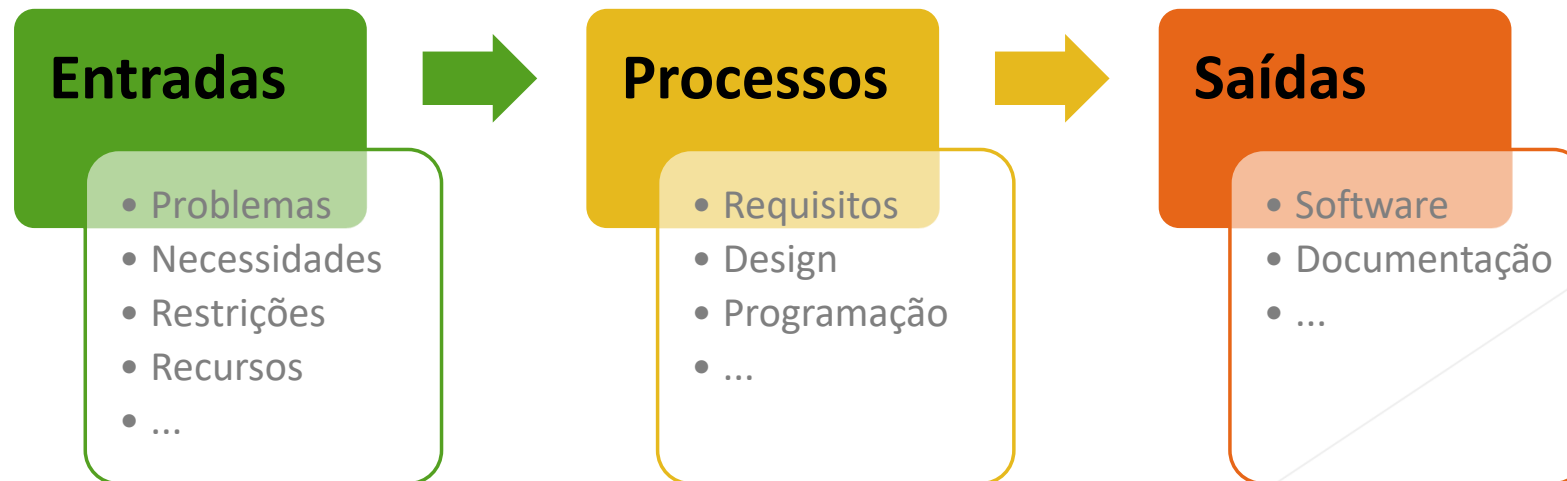 Entradas
• Problemas
• Necessidades
• Restrições
• Recursos
• ...
Processos
• Requisitos
• Design
• Programação
• ...
Saídas
• Software
• Documentação
• ...